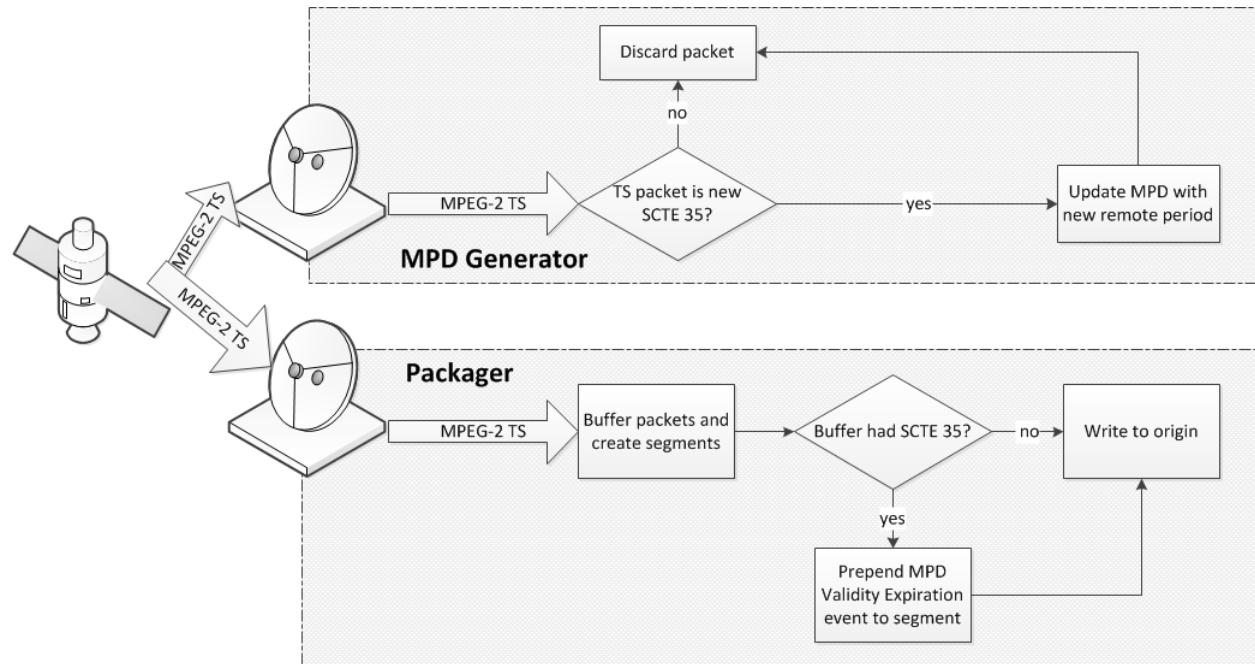 Discard packet
no
MPEG-2 TS
MPEG-2 TS
TS packet is new
SCTE 35?
yes
Update MPD with
new remote period
MPD Generator
MPEG-2 TS
Packager
MPEG-2 TS
Buffer packets and
create segments
Buffer had SCTE 35?
no
Write to origin
yes
Prepend MPD
Validity Expiration
event to segment